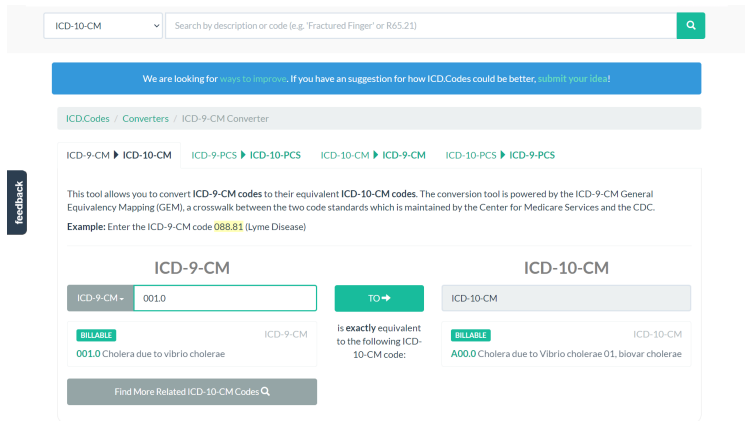 ICD-10-CM
Search by description or code (e.g. 'Fractured Finger' or R65.21)
We are looking for ways to improve. If you have an suggestion for how ICD.Codes could be better, submit your idea!
ICD.Codes / Converters / ICD-9-CM Converter
ICD-9-CM ICD-10-CM ICD-9-PCS ICD-10-PCS ICD-10-CM ICD-9-CM ICD-10-PCS ICD-9-PCS
feedback
This tool allows you to convert ICD-9-CM codes to their equivalent ICD-10-CM codes. The conversion tool is powered by the ICD-9-CM General
Equivalency Mapping (GEM), a crosswalk between the two code standards which is maintained by the Center for Medicare Services and the CDC.
Example: Enter the ICD-9-CM code 088.81 (Lyme Disease)
ICD-9-CM
ICD-9-CM
001.0
BILLABLE
ICD-9-CM
001.0 Cholera due to vibrio cholerae
Find More Related ICD-10-CM Codes
TO
is exactly equivalent
to the following ICD-
10-CM code:
ICD-10-CM
ICD-10-CM
BILLABLE
ICD-10-CM
A00.0 Cholera due to Vibrio cholerae 01, biovar cholerae